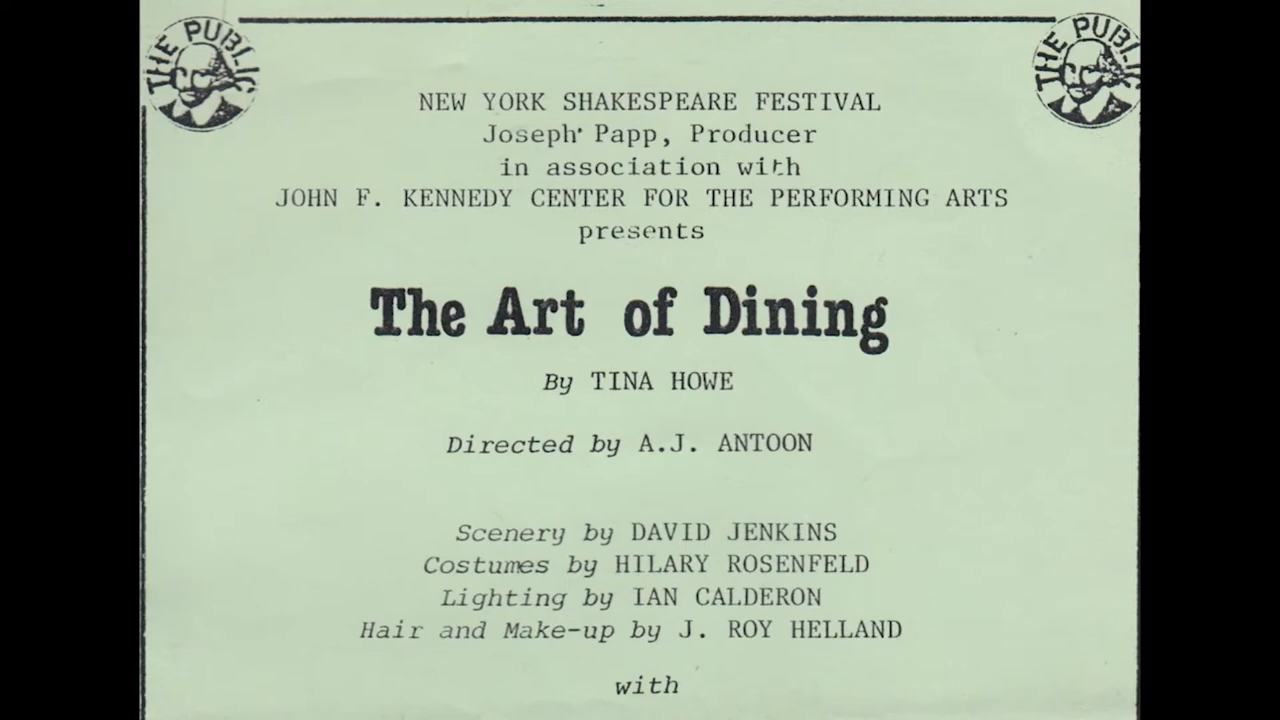 THE PUBLIC
THE PUBLIC
NEW YORK SHAKESPEARE FESTIVAL
Joseph Papp, Producer
in association with
JOHN F. KENNEDY CENTER FOR THE PERFORMING ARTS
presents
The Art of Dining
By TINA HOWE
Directed by A.J. ANTOON
Scenery by DAVID JENKINS
Costumes by HILARY ROSENFELD
Lighting by IAN CALDERON
Hair and Make-up by J. ROY HELLAND
with